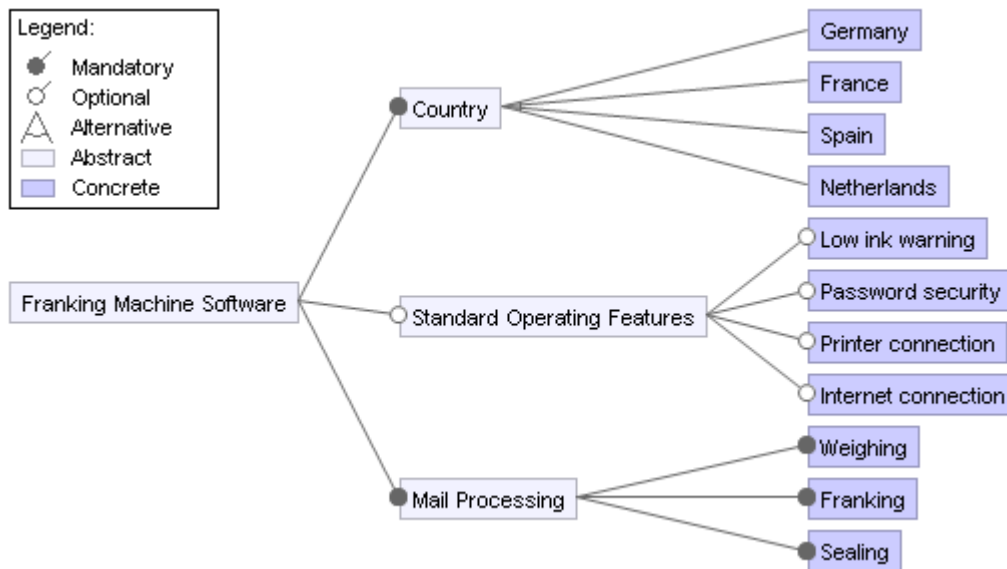 Legend:
Mandatory
Optional
Alternative
Abstract
Concrete
Franking Machine Software
Country
Germany
France
Spain
Netherlands
Standard Operating Features
Low ink warning
Password security
Printer connection
Internet connection
Mail Processing
Weighing
Franking
Sealing